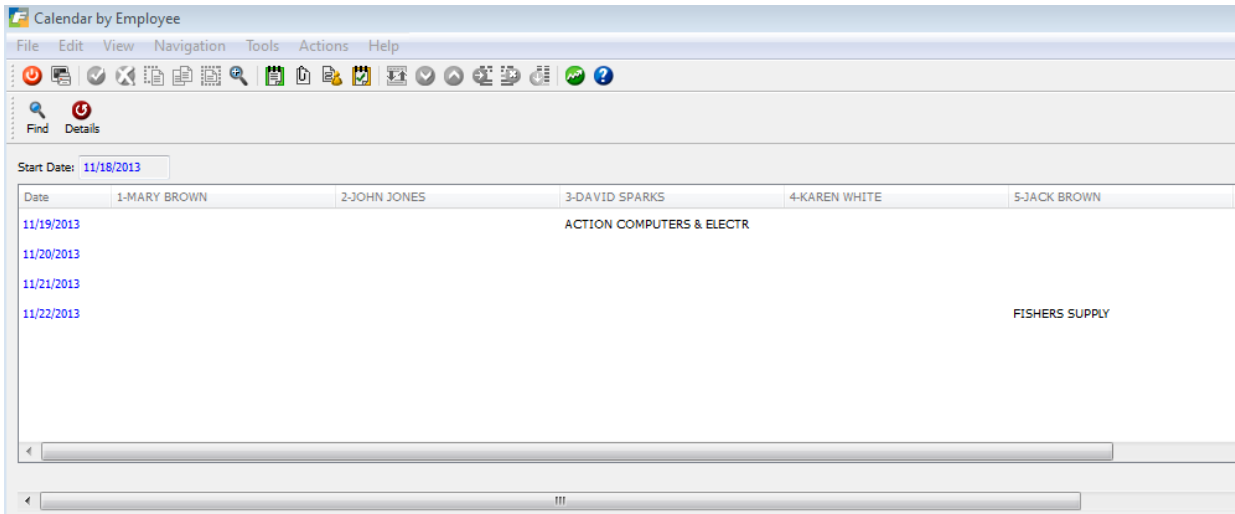 Calendar by Employee
File Edit View Navigation Tools Actions Help
Find Details
Start Date: 11/18/2013
Date 1-MARY BROWN 2-JOHN JONES 3-DAVID SPARKS 4-KAREN WHITE 5-JACK BROWN
11/19/2013 ACTION COMPUTERS & ELECTR
11/20/2013
11/21/2013
11/22/2013 FISHERS SUPPLY